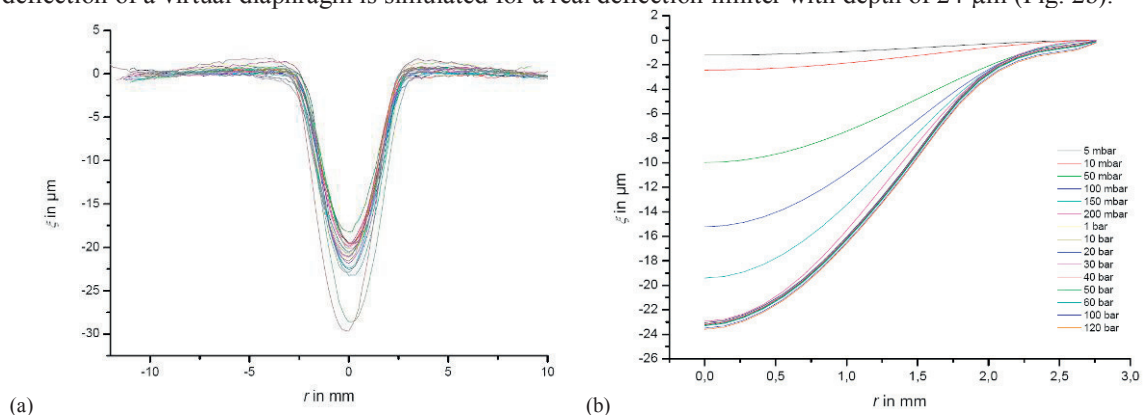 deflection of a virtual diaphragm is simulated for a real deflection limiter with depth of 24 µm (Fig. 2b).
5
0
-5
-10
-15
-20
-25
-30
ξ in µm
-10
-5
0
5
10
r in mm
(a)
2
0
-2
-4
-6
-8
-10
-12
-14
-16
-18
-20
-22
-24
-26
ξ in µm
5 mbar
10 mbar
50 mbar
100 mbar
150 mbar
200 mbar
1 bar
10 bar
20 bar
30 bar
40 bar
50 bar
60 bar
100 bar
120 bar
0,0
0,5
1,0
1,5
2,0
2,5
3,0
r in mm
(b)